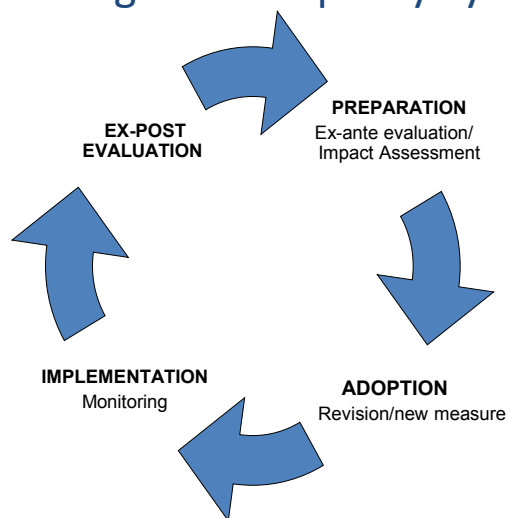 PREPARATION
Ex-ante evaluation/
Impact Assessment
ADOPTION
Revision/new measure
IMPLEMENTATION
Monitoring
EX-POST
EVALUATION